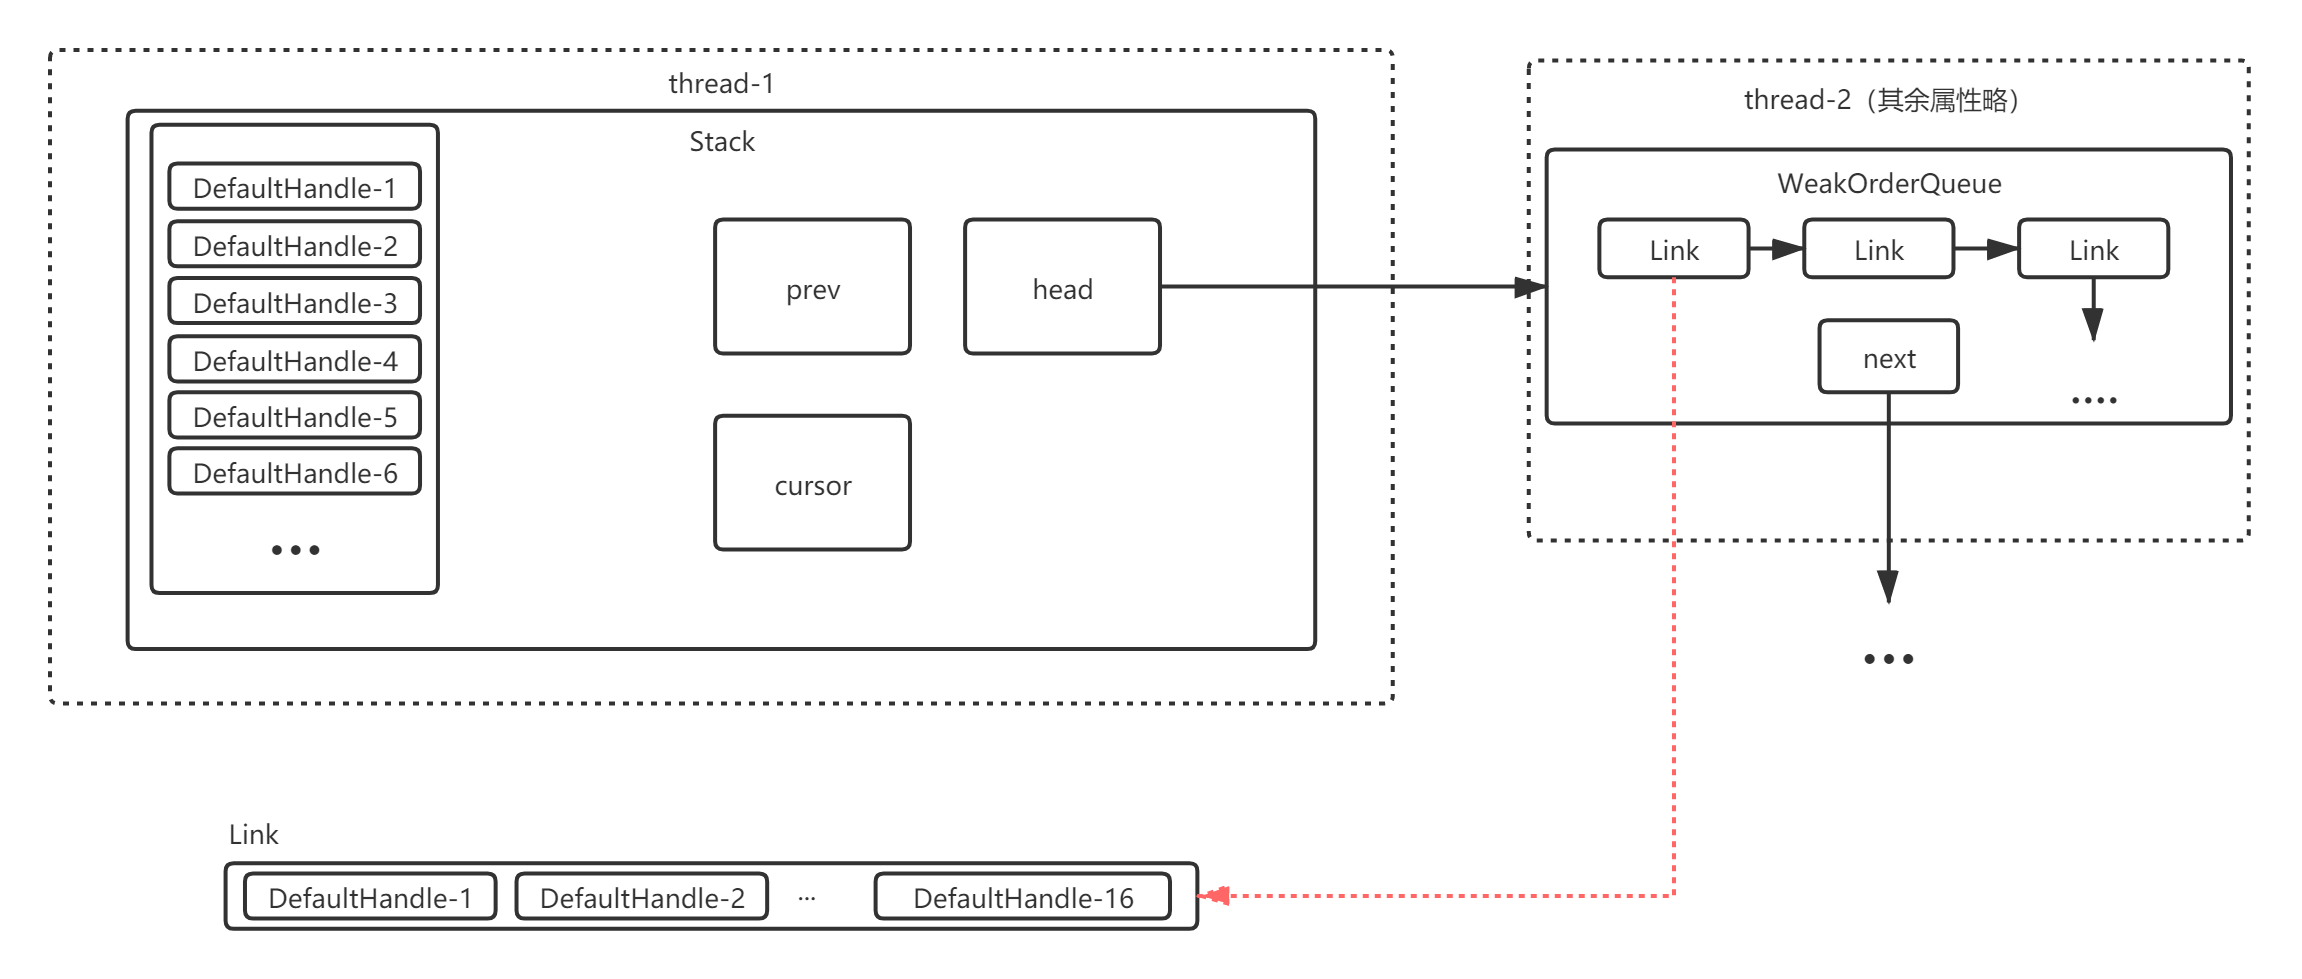 thread-1
Stack
DefaultHandle-1
DefaultHandle-2
DefaultHandle-3
DefaultHandle-4
DefaultHandle-5
DefaultHandle-6
•••
prev
head
cursor
thread-2（其余属性略）
WeakOrderQueue
Link
Link
Link
next
....
•••
Link
DefaultHandle-1
DefaultHandle-2
...
DefaultHandle-16